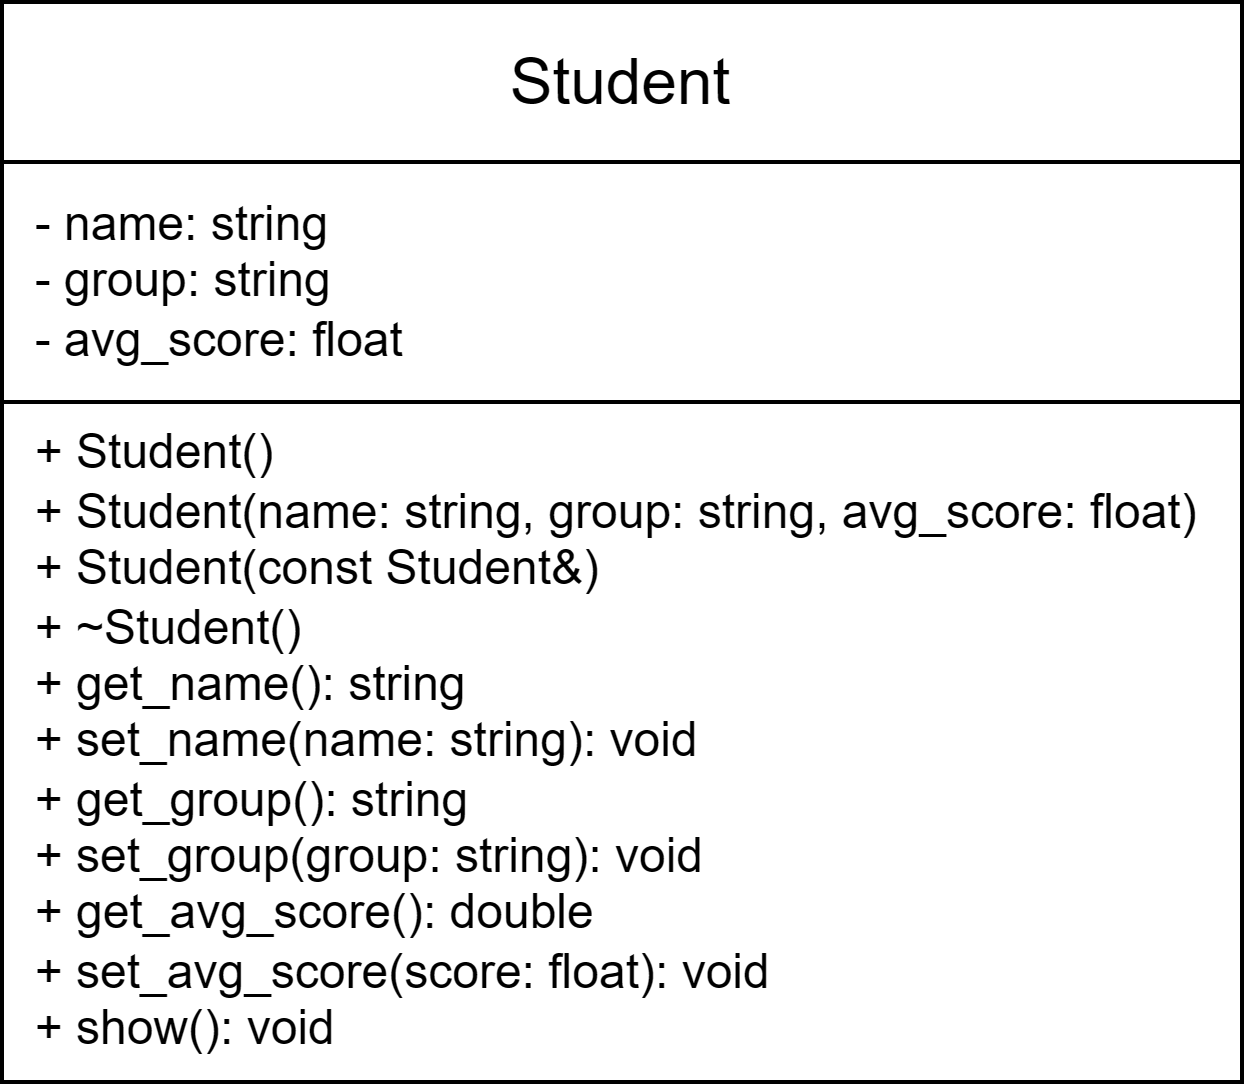 Student
- name: string
- group: string
- avg_score: float
+ Student()
+ Student(name: string, group: string, avg_score: float)
+ Student(const Student&)
+ ~Student()
+ get_name(): string
+ set_name(name: string): void
+ get_group(): string
+ set_group(group: string): void
+ get_avg_score(): double
+ set_avg_score(score: float): void
+ show(): void